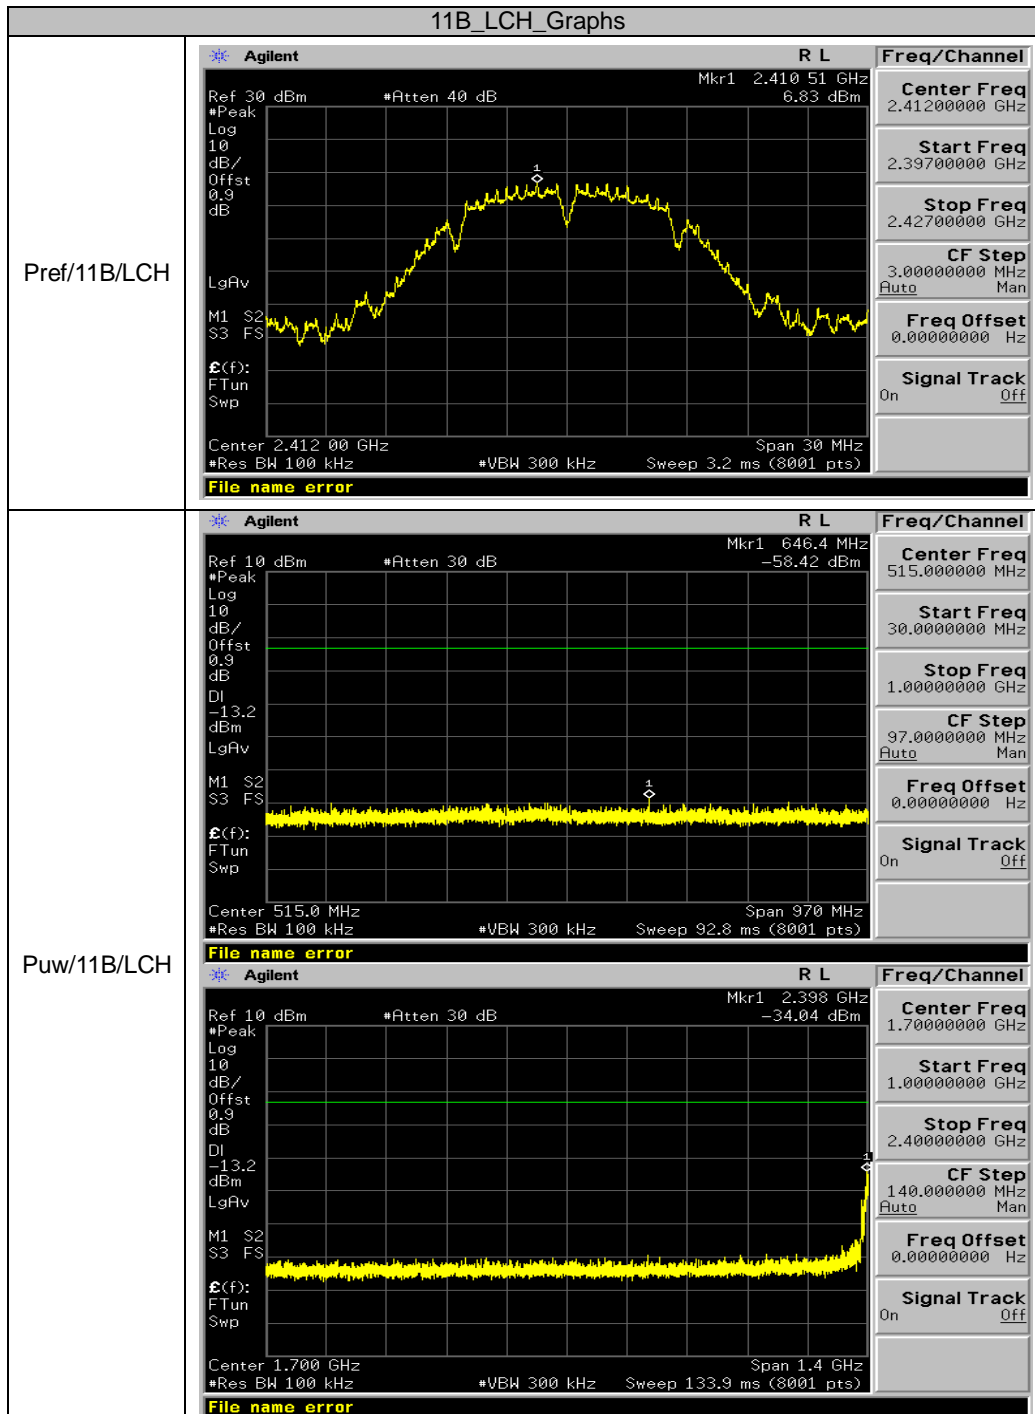 11B_LCH_Graphs
Pref/11B/LCH
Agilent R L Freq/Channel
Mkr1 2.410 51 GHz
Ref 30 dBm #Atten 40 dB 6.83 dBm
#Peak
Log
10
dB/
Offst
0.9
dB
LgAv
M1 S2
S3 FS
£(f):
FTun
Swp
1
Center 2.412 00 GHz Span 30 MHz
#Res BW 100 kHz #VBW 300 kHz Sweep 3.2 ms (8001 pts)
File name error
Center Freq
2.41200000 GHz
Start Freq
2.39700000 GHz
Stop Freq
2.42700000 GHz
CF Step
3.00000000 MHz
Auto Man
Freq Offset
0.00000000 Hz
Signal Track
On Off
Puw/11B/LCH
Agilent R L Freq/Channel
Mkr1 646.4 MHz
Ref 10 dBm #Atten 30 dB -58.42 dBm
#Peak
Log
10
dB/
Offst
0.9
dB
DI
-13.2
dBm
LgAv
M1 S2
S3 FS
£(f):
FTun
Swp
1
Center 515.0 MHz Span 970 MHz
#Res BW 100 kHz #VBW 300 kHz Sweep 92.8 ms (8001 pts)
File name error
Center Freq
515.000000 MHz
Start Freq
30.0000000 MHz
Stop Freq
1.00000000 GHz
CF Step
97.0000000 MHz
Auto Man
Freq Offset
0.00000000 Hz
Signal Track
On Off
Agilent R L Freq/Channel
Mkr1 2.398 GHz
Ref 10 dBm #Atten 30 dB -34.04 dBm
#Peak
Log
10
dB/
Offst
0.9
dB
DI
-13.2
dBm
LgAv
M1 S2
S3 FS
£(f):
FTun
Swp
1
Center 1.700 GHz Span 1.4 GHz
#Res BW 100 kHz #VBW 300 kHz Sweep 133.9 ms (8001 pts)
File name error
Center Freq
1.70000000 GHz
Start Freq
1.00000000 GHz
Stop Freq
2.40000000 GHz
CF Step
140.000000 MHz
Auto Man
Freq Offset
0.00000000 Hz
Signal Track
On Off